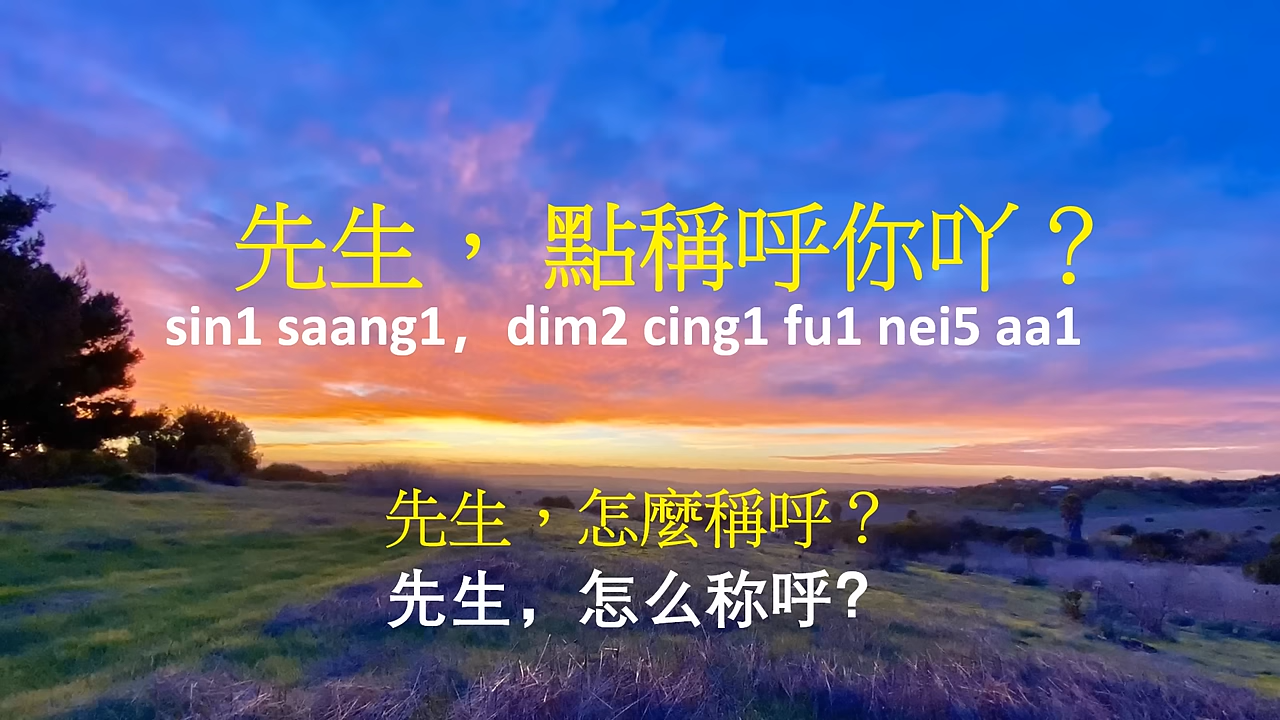 先生，點稱呼你吖？
sin1 saang1，dim2 cing1 fu1 nei5 aa1
先生，怎麼稱呼？
先生，怎么称呼？